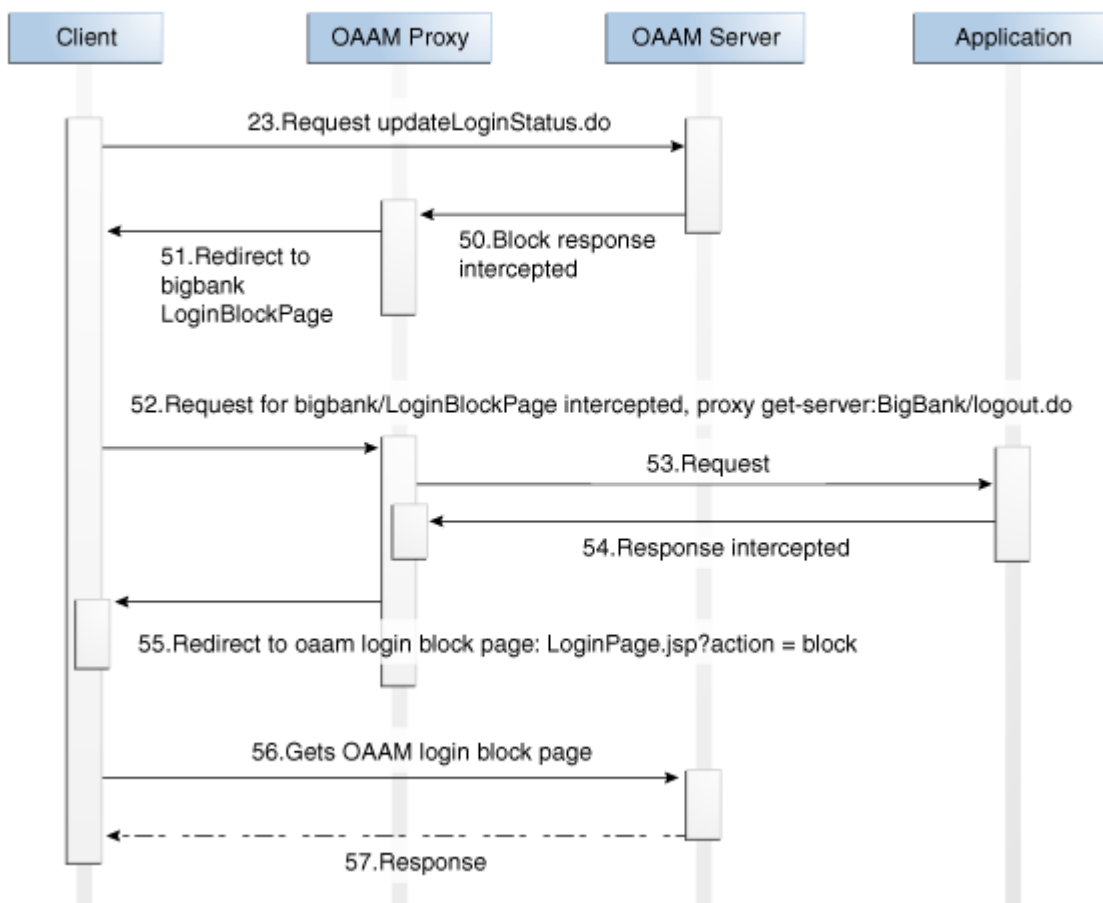 Client
OAAM Proxy
OAAM Server
Application
23.Request updateLoginStatus.do
50.Block response
intercepted
51.Redirect to
bigbank
LoginBlockPage
52.Request for bigbank/LoginBlockPage intercepted, proxy get-server:BigBank/logout.do
53.Request
54.Response intercepted
55.Redirect to oaam login block page: LoginPage.jsp?action = block
56.Gets OAAM login block page
57.Response